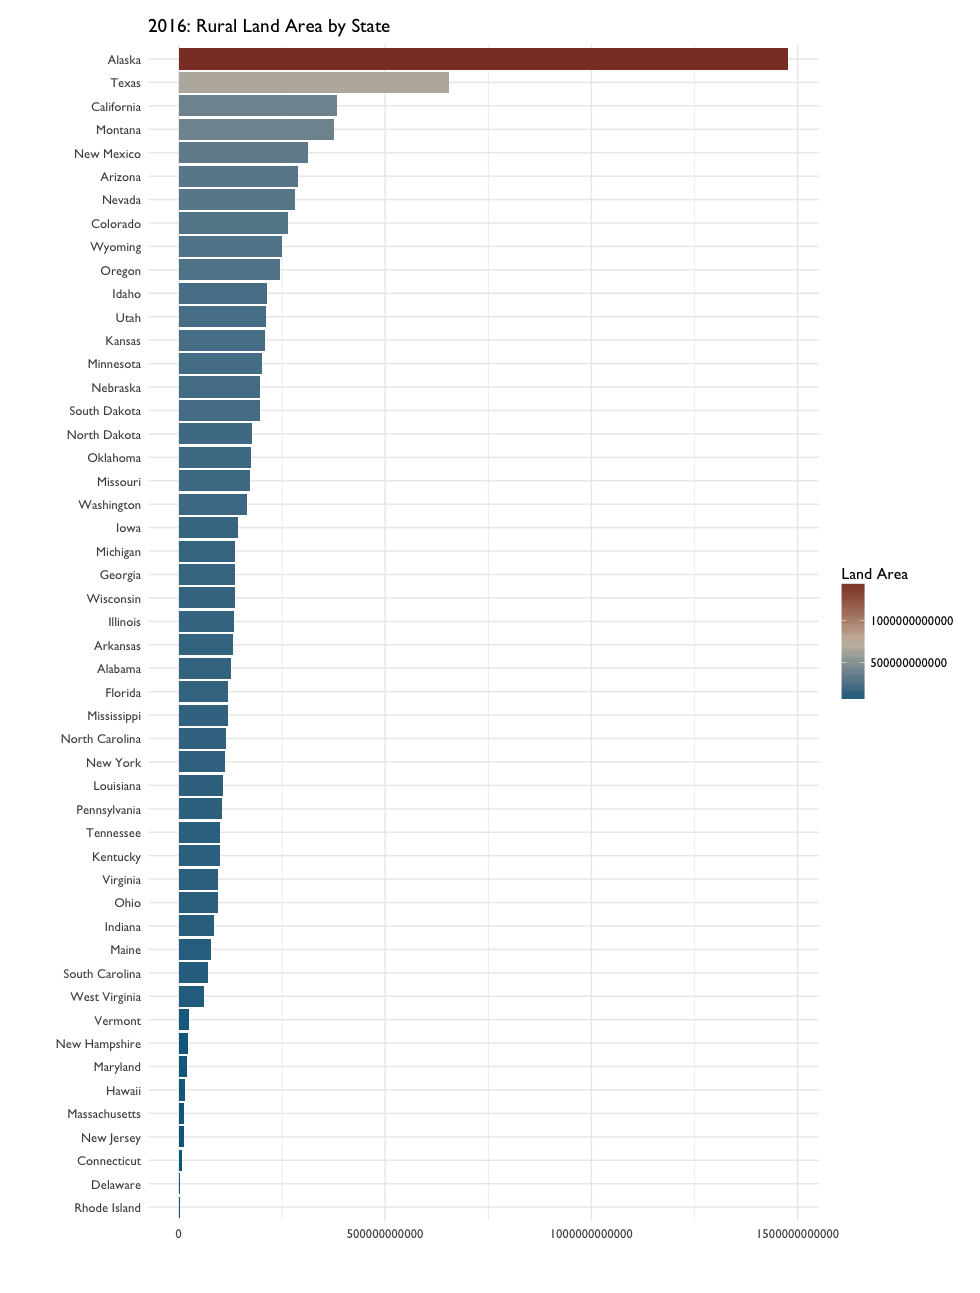 2016: Rural Land Area by State
Alaska
Texas
California
Montana
New Mexico
Arizona
Nevada
Colorado
Wyoming
Oregon
Idaho
Utah
Kansas
Minnesota
Nebraska
South Dakota
North Dakota
Oklahoma
Missouri
Washington
Iowa
Michigan
Georgia
Wisconsin
Illinois
Arkansas
Alabama
Florida
Mississippi
North Carolina
New York
Louisiana
Pennsylvania
Tennessee
Kentucky
Virginia
Ohio
Indiana
Maine
South Carolina
West Virginia
Vermont
New Hampshire
Maryland
Hawaii
Massachusetts
New Jersey
Connecticut
Delaware
Rhode Island
0 500000000000 1000000000000 1500000000000
Land Area
1000000000000
500000000000